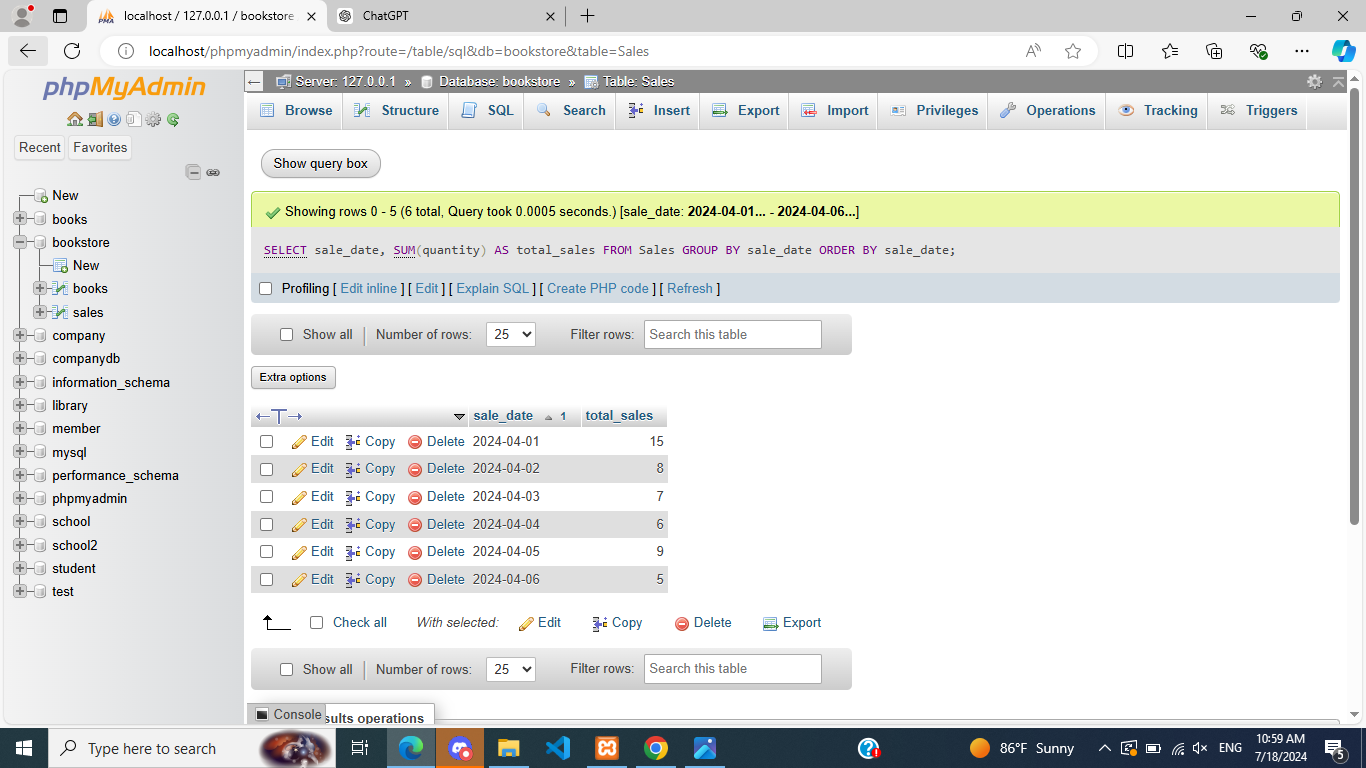 localhost / 127.0.0.1 / bookstore
ChatGPT
localhost/phpmyadmin/index.php?route=/table/sql&db=bookstore&table=Sales
phpMyAdmin
Recent
Favorites
New
books
bookstore
New
books
sales
company
companydb
information_schema
library
member
mysql
performance_schema
phpmyadmin
school
school2
student
test
Server: 127.0.0.1 » Database: bookstore » Table: Sales
Browse Structure SQL Search Insert Export Import Privileges Operations Tracking Triggers
Show query box
Showing rows 0 - 5 (6 total, Query took 0.0005 seconds.) [sale_date: 2024-04-01... - 2024-04-06...]
SELECT sale_date, SUM(quantity) AS total_sales FROM Sales GROUP BY sale_date ORDER BY sale_date;
Profiling [ Edit inline ] [ Edit ] [ Explain SQL ] [ Create PHP code ] [ Refresh ]
Show all | Number of rows: 25 Filter rows: Search this table
Extra options
←T→ sale_date 1 total_sales
Edit Copy Delete 2024-04-01 15
Edit Copy Delete 2024-04-02 8
Edit Copy Delete 2024-04-03 7
Edit Copy Delete 2024-04-04 6
Edit Copy Delete 2024-04-05 9
Edit Copy Delete 2024-04-06 5
Check all With selected: Edit Copy Delete Export
Show all | Number of rows: 25 Filter rows: Search this table
Console
sults operations
Type here to search
86°F Sunny
ENG
10:59 AM
7/18/2024
5